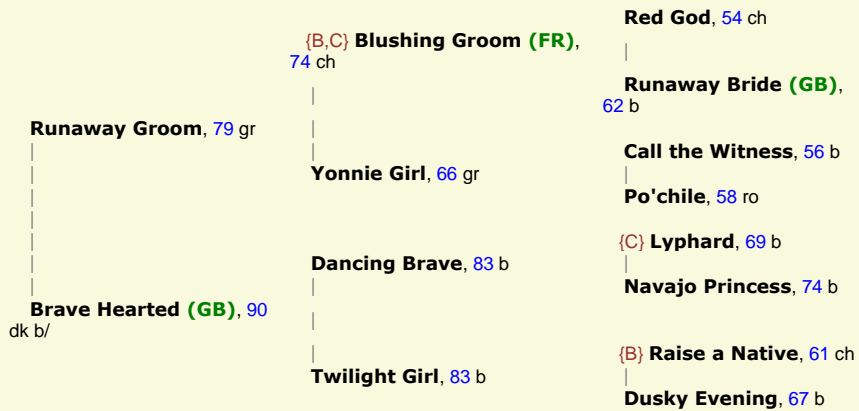 Red God, 54 ch
{B,C} Blushing Groom (FR),
74 ch
Runaway Bride (GB),
62 b
Runaway Groom, 79 gr
Call the Witness, 56 b
Yonnie Girl, 66 gr
Po'chile, 58 ro
{C} Lyphard, 69 b
Dancing Brave, 83 b
Navajo Princess, 74 b
Brave Hearted (GB), 90
dk b/
{B} Raise a Native, 61 ch
Twilight Girl, 83 b
Dusky Evening, 67 b